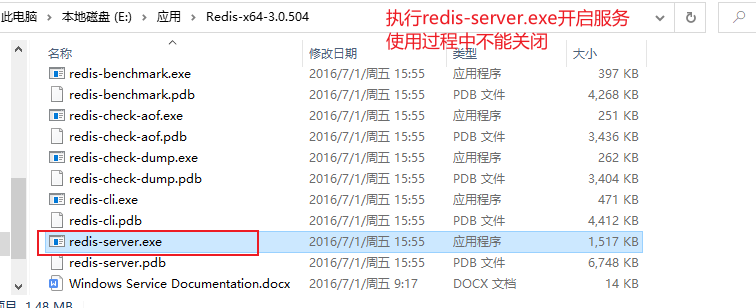 此电脑 › 本地磁盘 (E:) › 应用 › Redis-x64-3.0.504
执行redis-server.exe开启服务
使用过程中不能关闭
名称 修改日期 类型 大小
redis-benchmark.exe 2016/7/1/周五 15:55 应用程序 397 KB
redis-benchmark.pdb 2016/7/1/周五 15:55 PDB 文件 4,268 KB
redis-check-aof.exe 2016/7/1/周五 15:55 应用程序 251 KB
redis-check-aof.pdb 2016/7/1/周五 15:55 PDB 文件 3,436 KB
redis-check-dump.exe 2016/7/1/周五 15:55 应用程序 262 KB
redis-check-dump.pdb 2016/7/1/周五 15:55 PDB 文件 3,404 KB
redis-cli.exe 2016/7/1/周五 15:55 应用程序 471 KB
redis-cli.pdb 2016/7/1/周五 15:55 PDB 文件 4,412 KB
redis-server.exe 2016/7/1/周五 15:55 应用程序 1,517 KB
redis-server.pdb 2016/7/1/周五 15:55 PDB 文件 6,748 KB
Windows Service Documentation.docx 2016/7/1/周五 9:17 DOCX 文档 14 KB
项目 1.48 MB